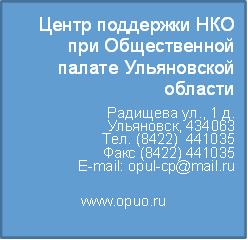 Центр поддержки НКО
при Общественной
палате Ульяновской
области
Радищева ул., 1 д.
Ульяновск, 434063
Тел. (8422) 441035
Факс (8422) 441035
E-mail: opul-cp@mail.ru
www.opuo.ru